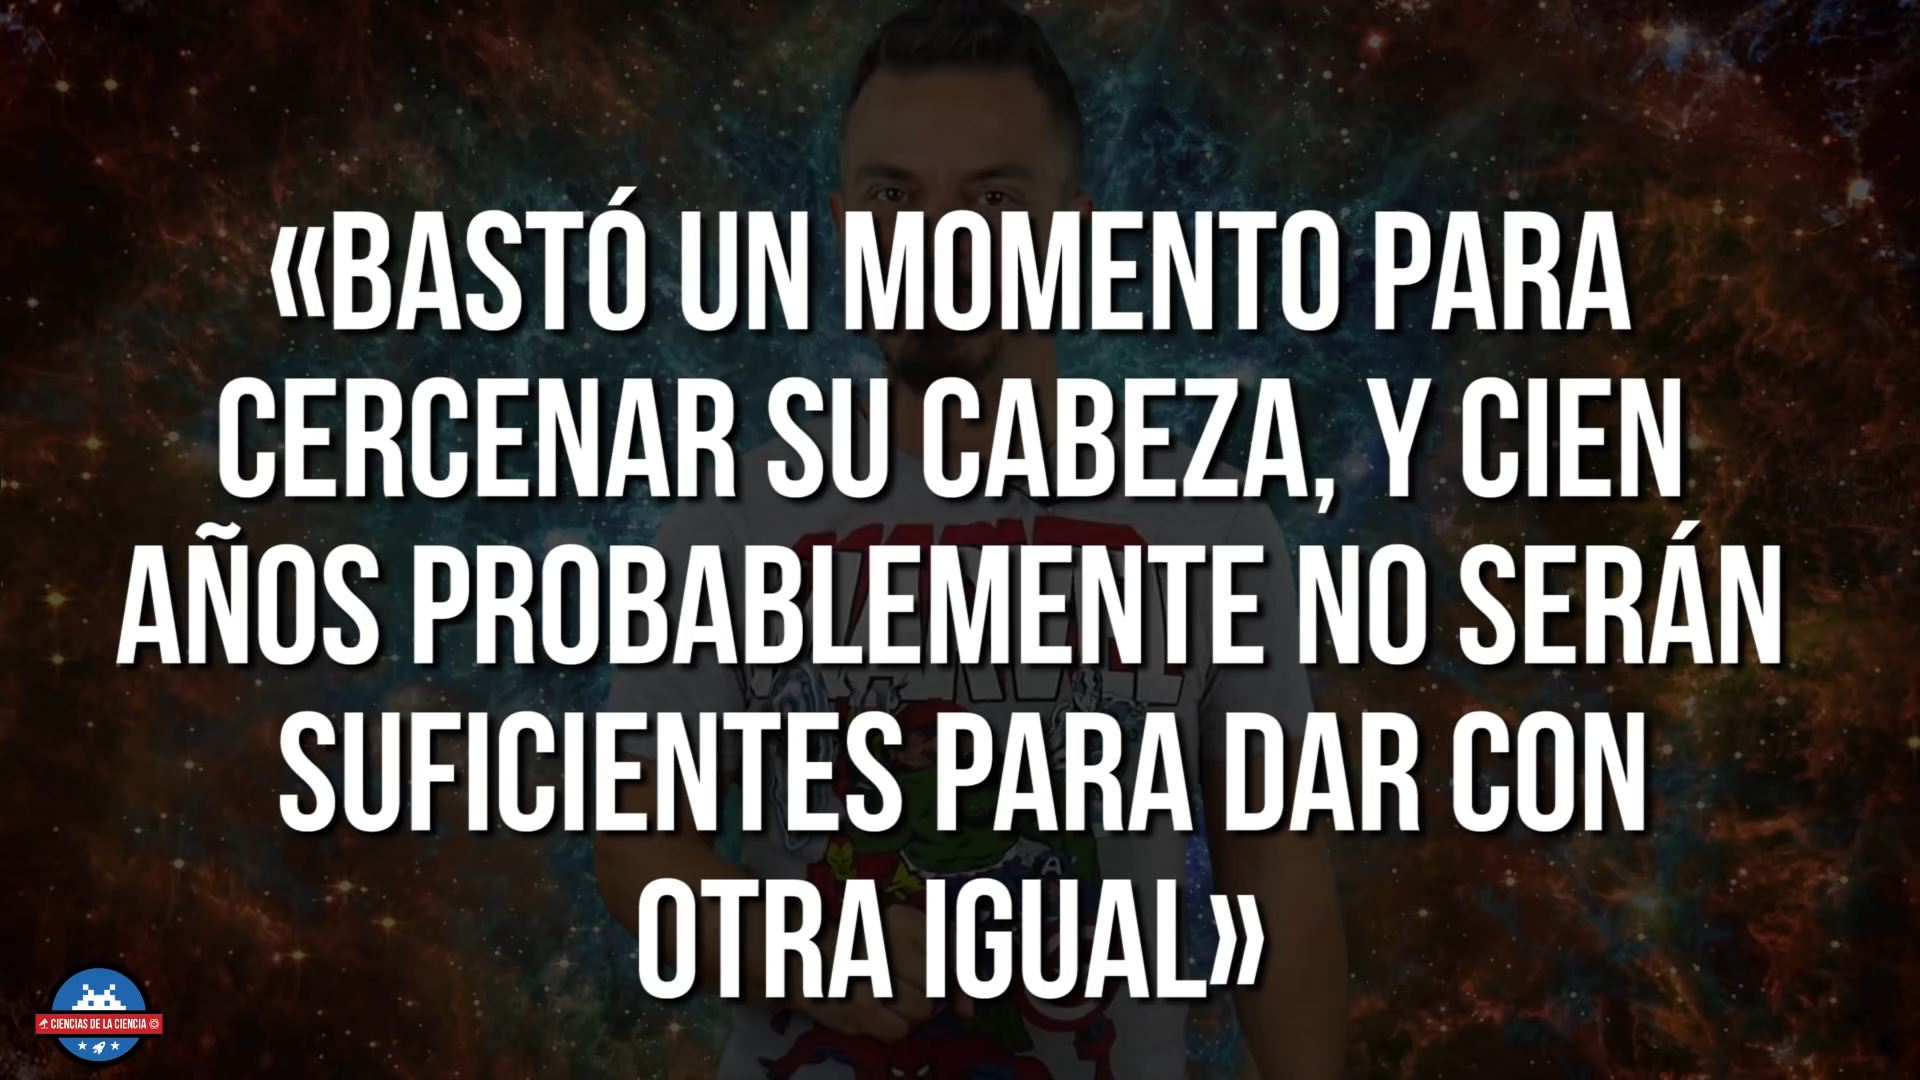 «BASTÓ UN MOMENTO PARA
CERCENAR SU CABEZA, Y CIEN
AÑOS PROBABLEMENTE NO SERÁN
SUFICIENTES PARA DAR CON
OTRA IGUAL»
MARVEL
A
CIENCIAS DE LA CIENCIA